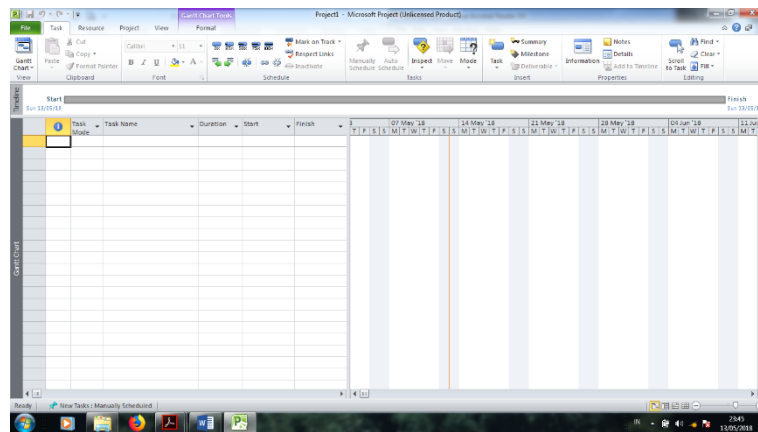 Gantt Chart Tools
Project1 - Microsoft Project (Unlicensed Product)
File Task Resource Project View Format
Gantt Chart
View
Paste
Cut
Copy
Format Painter
Clipboard
Calibri 11
B I U A
Font
Mark on Track
Respect Links
Inactivate
Schedule
Manually Schedule
Auto Schedule
Inspect
Move
Mode
Tasks
Task
Summary
Milestone
Deliverable
Insert
Information
Notes
Details
Add to Timeline
Properties
Scroll to Task
Find
Clear
Fill
Editing
Timeline
Start
Sun 13/05/18
Finish
Sun 13/05/18
Task Mode
Task Name
Duration
Start
Finish
07 May '18
14 May '18
21 May '18
28 May '18
04 Jun '18
T F S S M T W T F S S M T W T F S S M T W T F S S M T W T F S S M T W T F S S M T
Gantt Chart
Ready New Tasks : Manually Scheduled
IN
23:45
13/05/2018